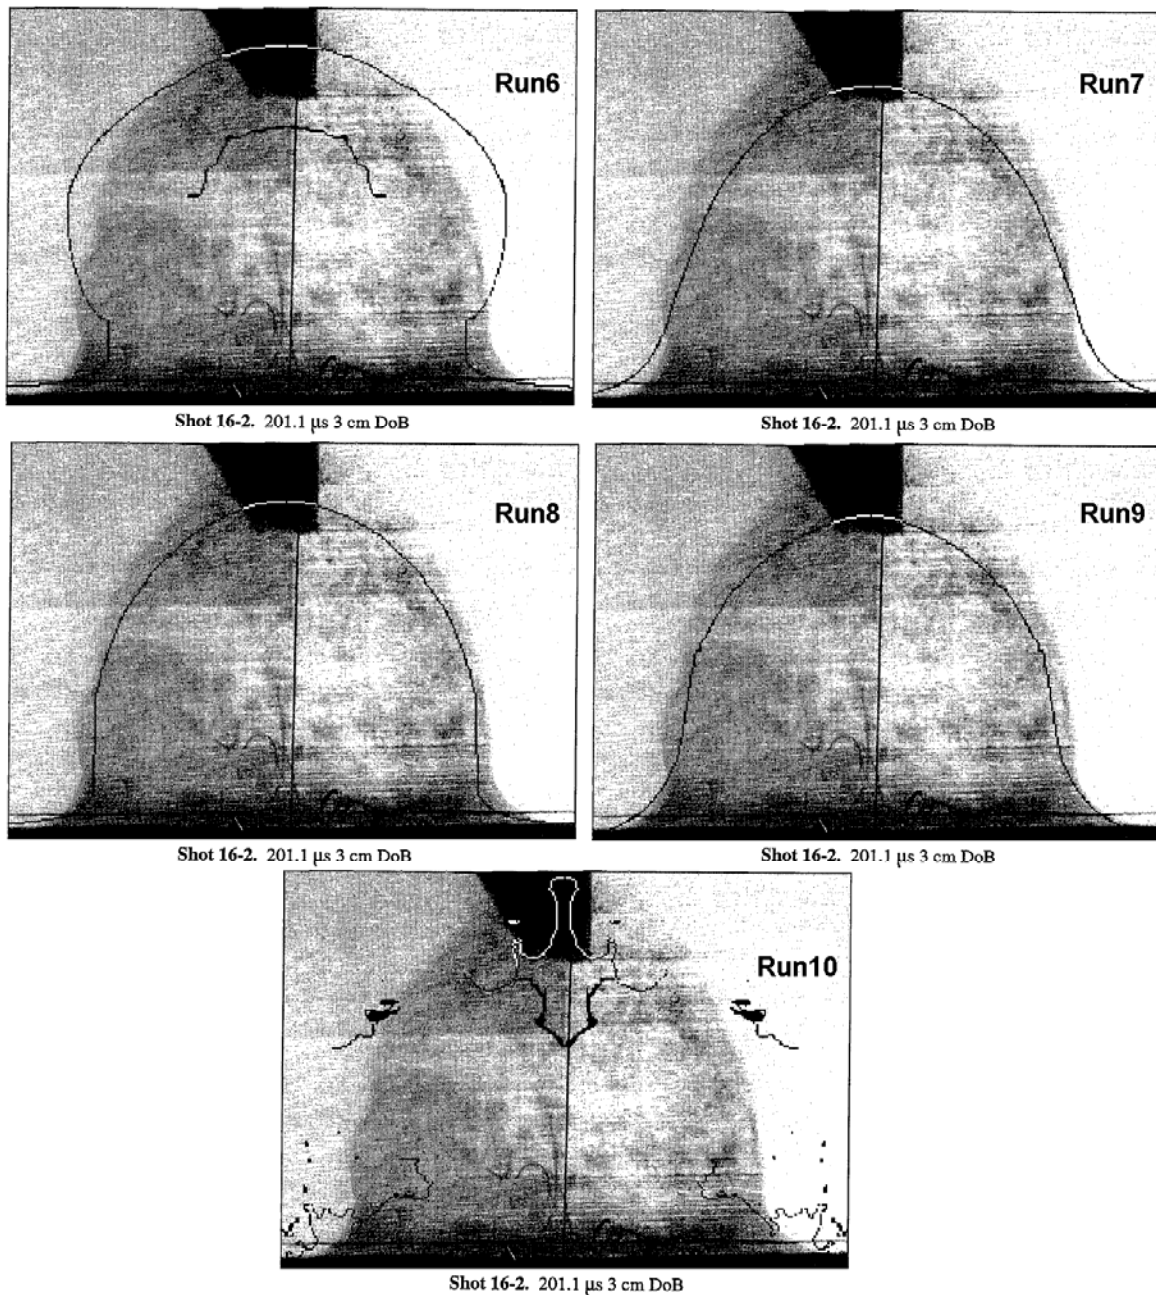 Run6
Run7
Shot 16-2. 201.1 µs 3 cm DoB
Shot 16-2. 201.1 µs 3 cm DoB
Run8
Run9
Shot 16-2. 201.1 µs 3 cm DoB
Shot 16-2. 201.1 µs 3 cm DoB
Run10
Shot 16-2. 201.1 µs 3 cm DoB